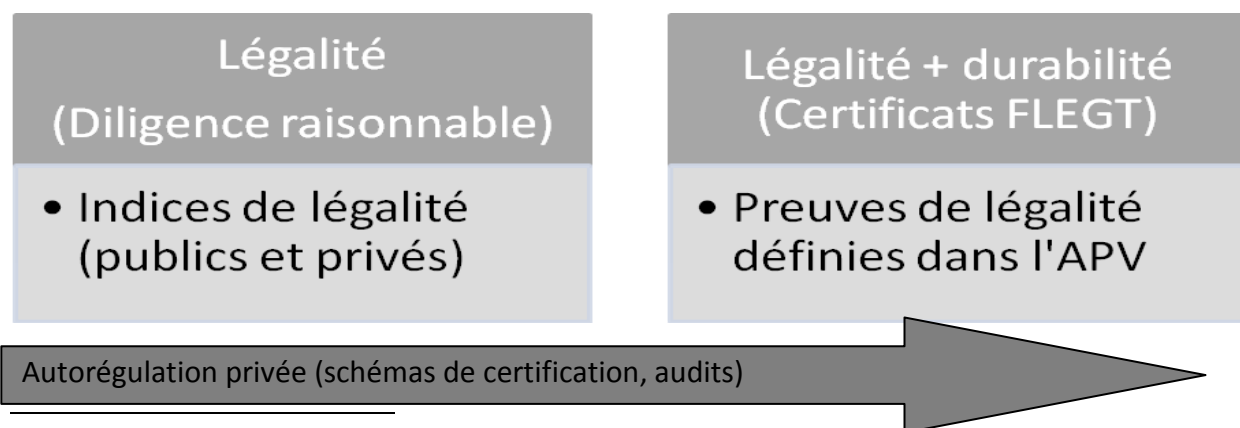 Légalité
(Diligence raisonnable)
• Indices de légalité
(publics et privés)
Légalité + durabilité
(Certificats FLEGT)
• Preuves de légalité
définies dans l'APV
Autorégulation privée (schémas de certification, audits)